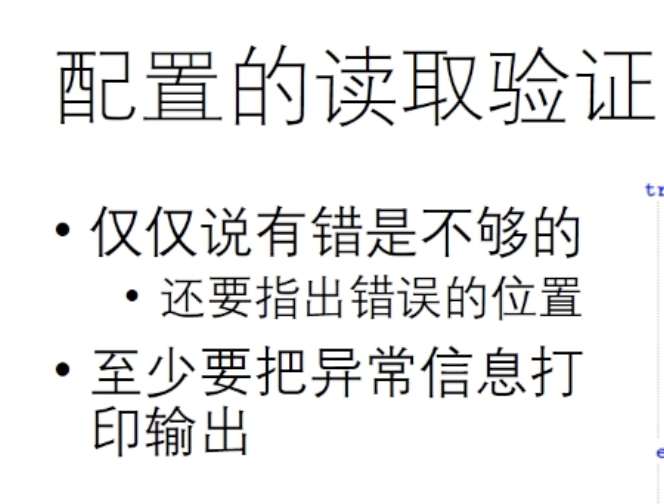 配置的读取验证
• 仅仅说有错是不够的
• 还要指出错误的位置
• 至少要把异常信息打
印输出
tr
e